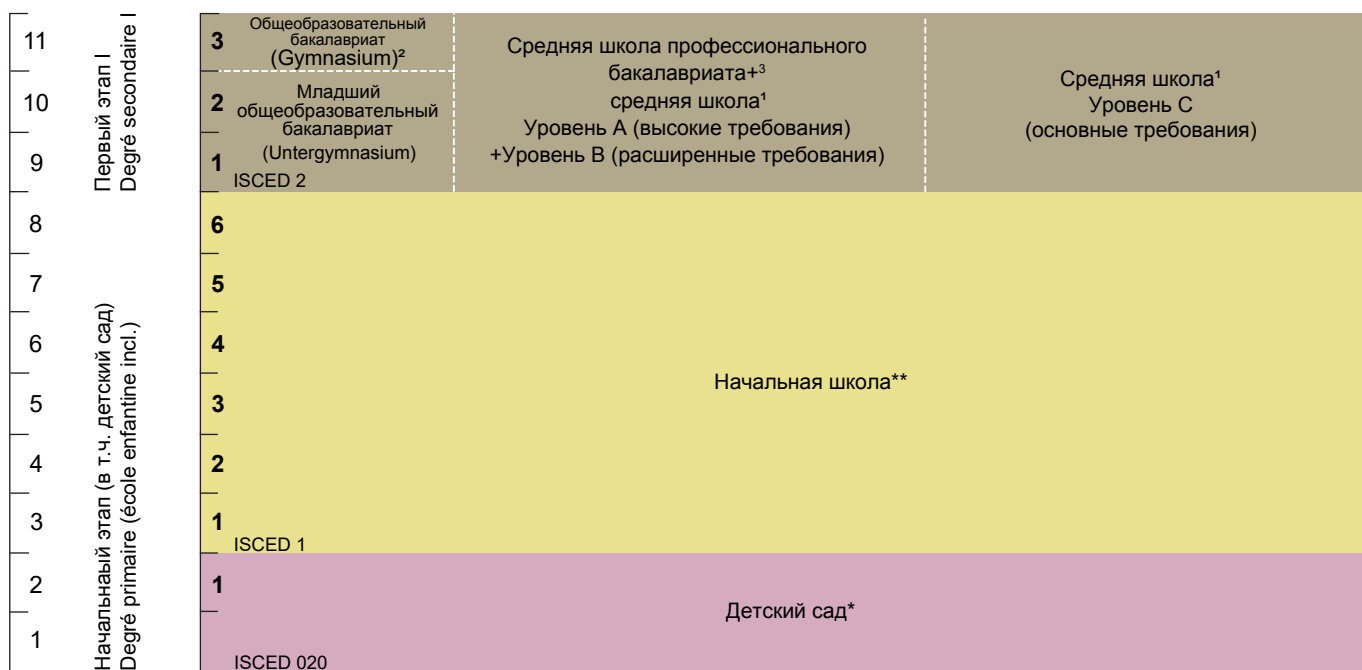 11
10
9
8
7
6
5
4
3
2
1
Первый этап I
Degré secondaire I
Начальныаый этап (в т.ч. детский сад)
Degré primaire (école enfantine incl.)
3
2
1
ISCED 2
Общеобразовательный
бакалавриат
(Gymnasium)²
Младший
общеобразовательный
бакалавриат
(Untergymnasium)
Средняя школа профессионального
бакалавриата+³
средняя школа¹
Уровень A (высокие требования)
+Уровень B (расширенные требования)
Средняя школа¹
Уровень C
(основные требования)
6
5
4
3
2
1
ISCED 1
Начальная школа**
1
ISCED 020
Детский сад*